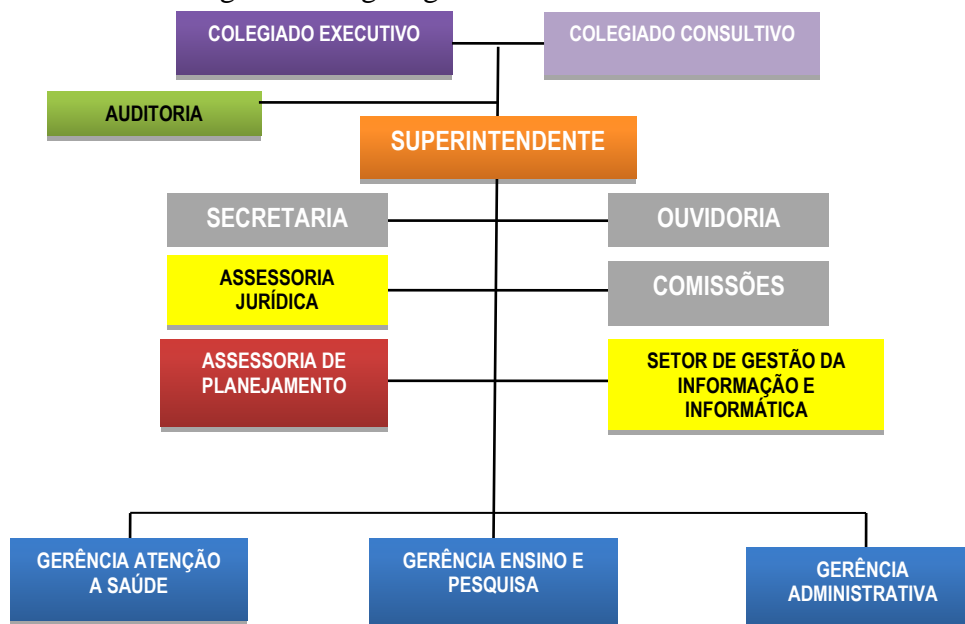 COLEGIADO EXECUTIVO
COLEGIADO CONSULTIVO
AUDITORIA
SUPERINTENDENTE
SECRETARIA
OUVIDORIA
ASSESSORIA
JURÍDICA
COMISSÕES
ASSESSORIA DE
PLANEJAMENTO
SETOR DE GESTÃO DA
INFORMAÇÃO E
INFORMÁTICA
GERÊNCIA ATENÇÃO
A SAÚDE
GERÊNCIA ENSINO E
PESQUISA
GERÊNCIA
ADMINISTRATIVA